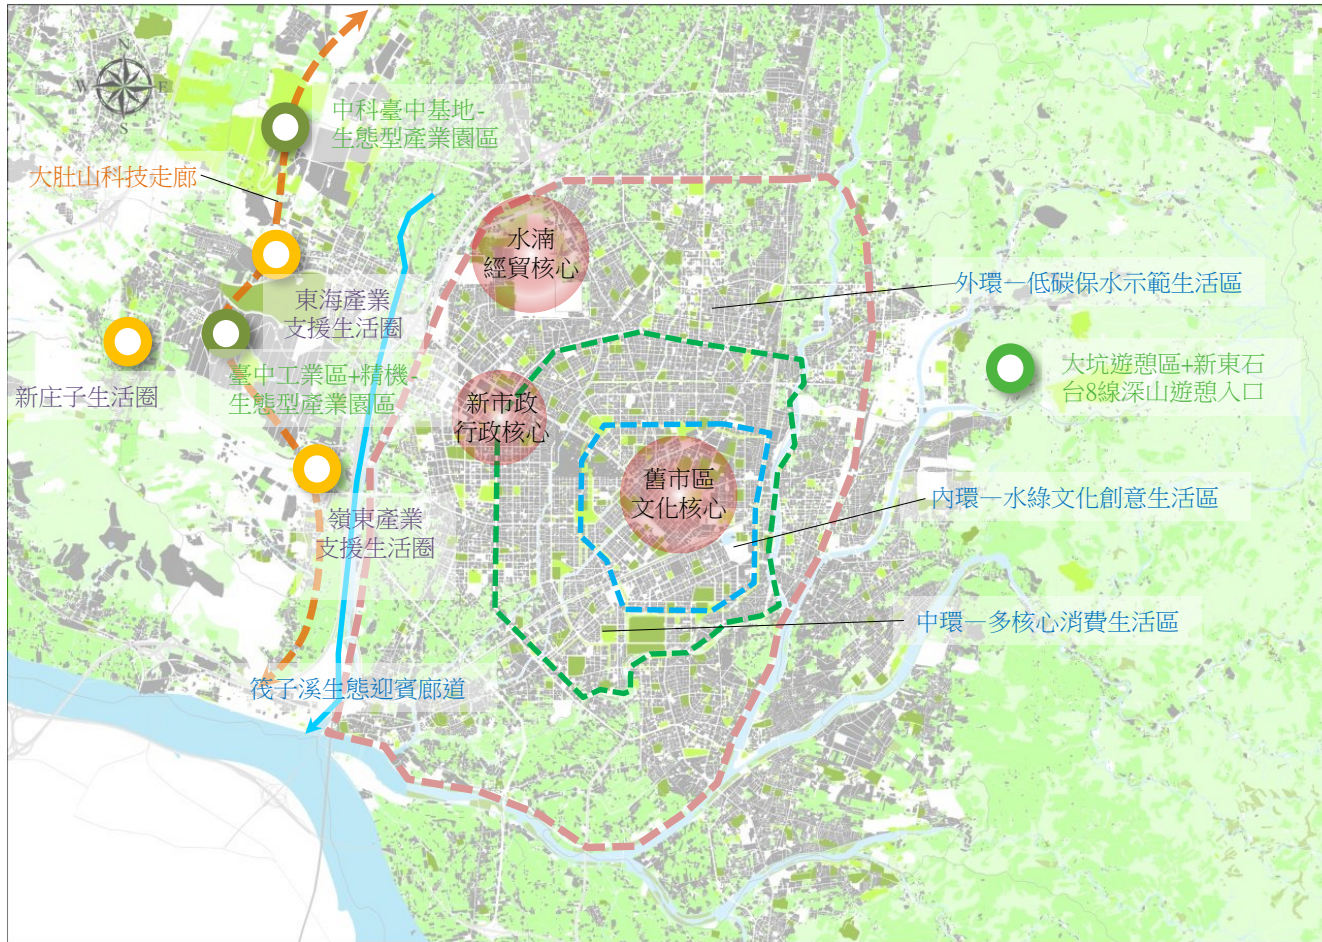 N
W
E
S
中科臺中基地-
生態型產業園區
大肚山科技走廊
水湳
經貿核心
外環—低碳保水示範生活區
東海產業
支援生活圈
大坑遊憩區+新東石
台8線深山遊憩入口
新庄子生活圈
臺中工業區+精機-
生態型產業園區
新市政
行政核心
舊市區
文化核心
內環—水綠文化創意生活區
嶺東產業
支援生活圈
中環—多核心消費生活區
筏子溪生態迎賓廊道